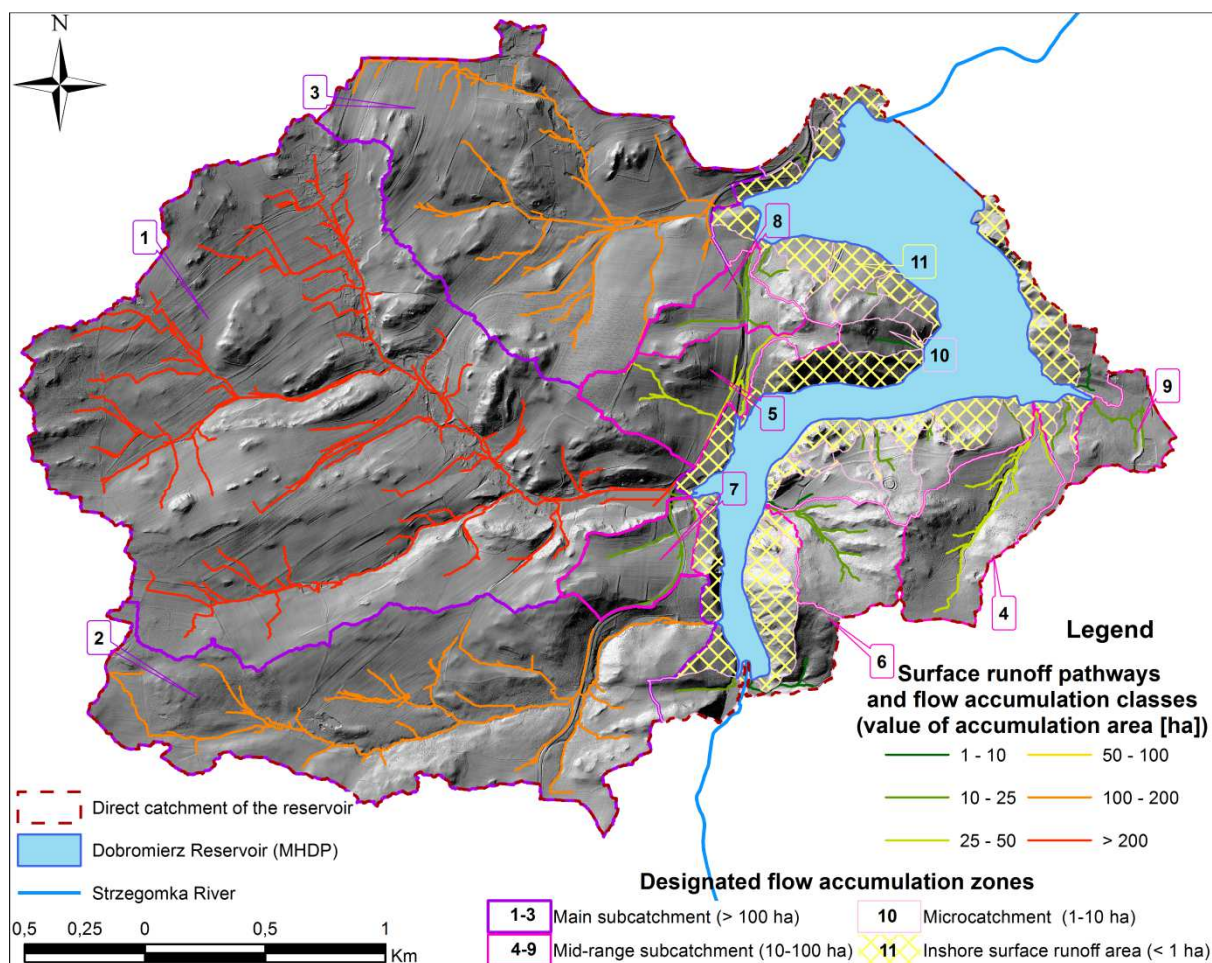 N
3
1
8
11
10
9
5
7
4
6
2
Legend
Surface runoff pathways
and flow accumulation classes
(value of accumulation area [ha])
1 - 10
50 - 100
10 - 25
100 - 200
25 - 50
> 200
Direct catchment of the reservoir
Dobromierz Reservoir (MHDP)
Strzegomka River
0,5 0,25 0 0,5 1
Km
Designated flow accumulation zones
1-3 Main subcatchment (> 100 ha)
10 Microcatchment (1-10 ha)
4-9 Mid-range subcatchment (10-100 ha)
11 Inshore surface runoff area (< 1 ha)